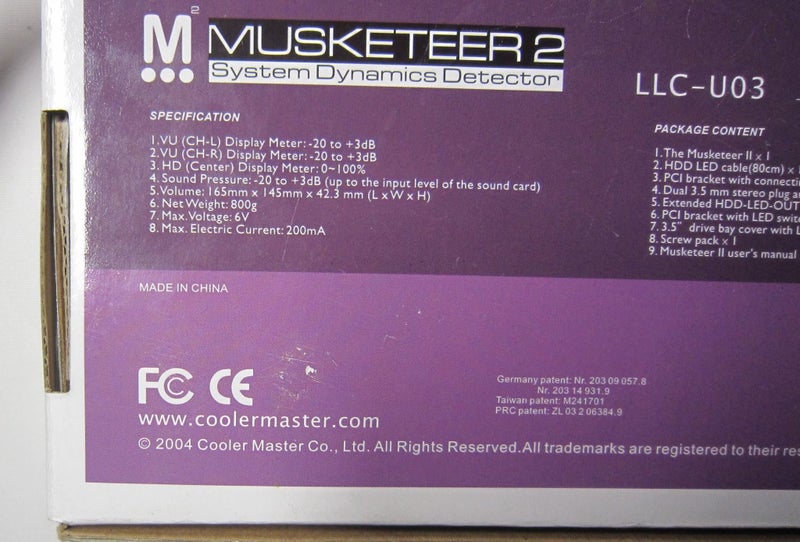 M2 MUSKETEER 2
System Dynamics Detector
LLC-U03
SPECIFICATION
1.VU (CH-L) Display Meter: -20 to +3dB
2.VU (CH-R) Display Meter: -20 to +3dB
3. HD (Center) Display Meter: 0~100%
4. Sound Pressure: -20 to +3dB (up to the input level of the sound card)
5.Volume: 165mm x 145mm x 42.3 mm (L x W x H)
6. Net Weight: 800g
7. Max.Voltage: 6V
8. Max. Electric Current: 200mA
PACKAGE CONTENT
1.The Musketeer II x 1
2. HDD LED cable(80cm) x
3. PCI bracket with
4. Dual 3.5 mm stereo plug
5. Extended HDD-LED-OUT
6. PCI bracket with LED
7. 3.5" drive bay cover with
8. Screw pack x 1
9. Musketeer II user's manual
MADE IN CHINA
FC CE
www.coolermaster.com
© 2004 Cooler Master Co., Ltd. All Rights Reserved.All trademarks are registered to their
Germany patent: Nr. 203 09 057.8
Nr. 203 14 931.9
Taiwan patent: M241701
PRC patent: ZL 03 2 06384.9